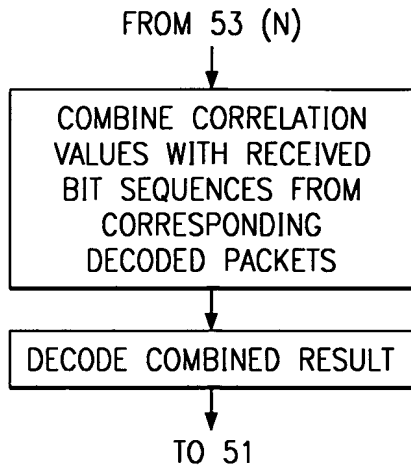 FROM 53 (N)
COMBINE CORRELATION
VALUES WITH RECEIVED
BIT SEQUENCES FROM
CORRESPONDING
DECODED PACKETS
DECODE COMBINED RESULT
TO 51